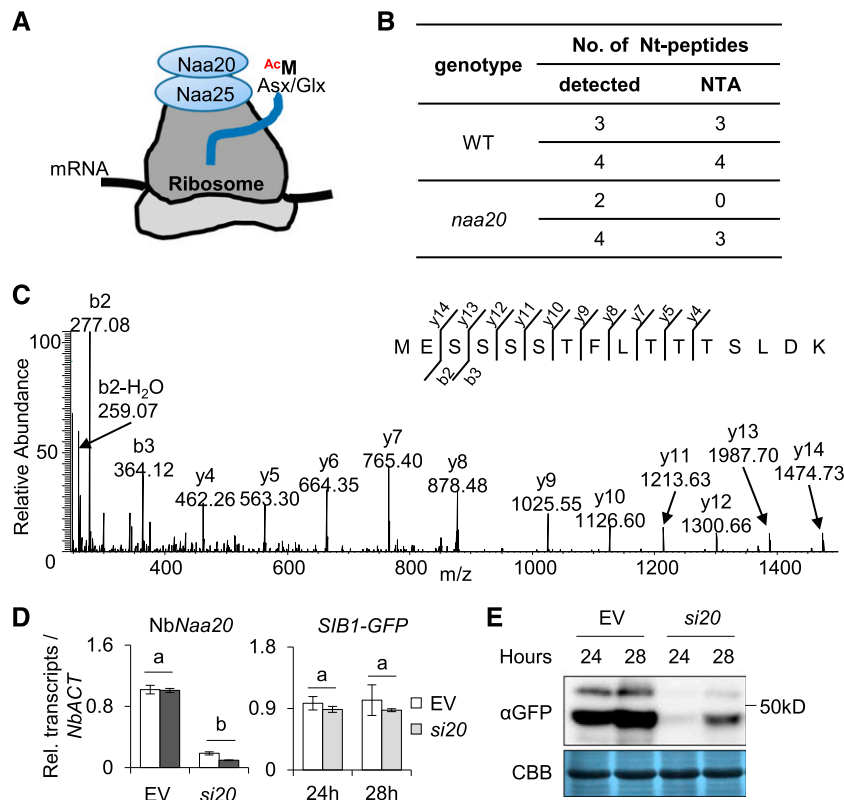 A
Naa20
Naa25
AcM
Asx/Glx
mRNA
Ribosome
B
genotype
No. of Nt-peptides
detected NTA
WT
3 3
4 4
naa20
2 0
4 3
C
b2
277.08
b2-H2O
259.07
b3
364.12
y4
462.26
y5
563.30
y6
664.35
y7
765.40
y8
878.48
y9
1025.55
y10
1126.60
y11
1213.63
y12
1300.66
y13
1987.70
y14
1474.73
y14 y13 y12 y11 y10 y9 y8 y7 y5 y4
M E S S S S T F L T T T S L D K
b2 b3
Relative Abundance
100
50
0
400 600 800 1000 1200 1400
m/z
D
NbNaa20
SIB1-GFP
Rel. transcripts /
NbACT
1.6
0.8
0
a
b
EV si20
1.8
0.9
0
a
a
24h 28h
EV
si20
E
EV si20
Hours 24 28 24 28
αGFP
50kD
CBB